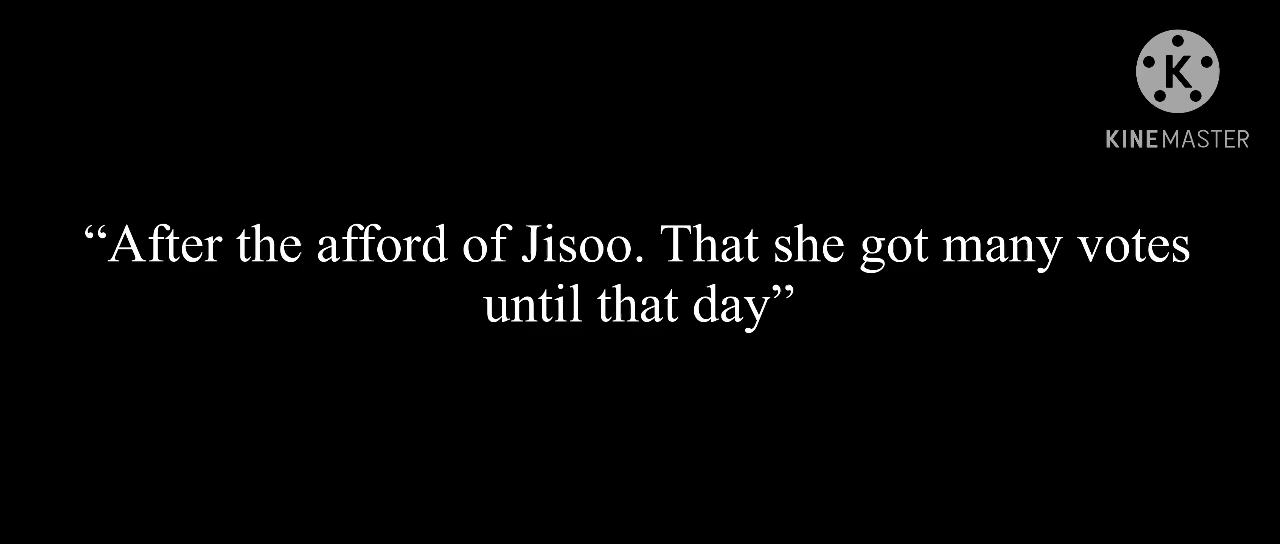 K
KINEMASTER
“After the afford of Jisoo. That she got many votes
until that day”